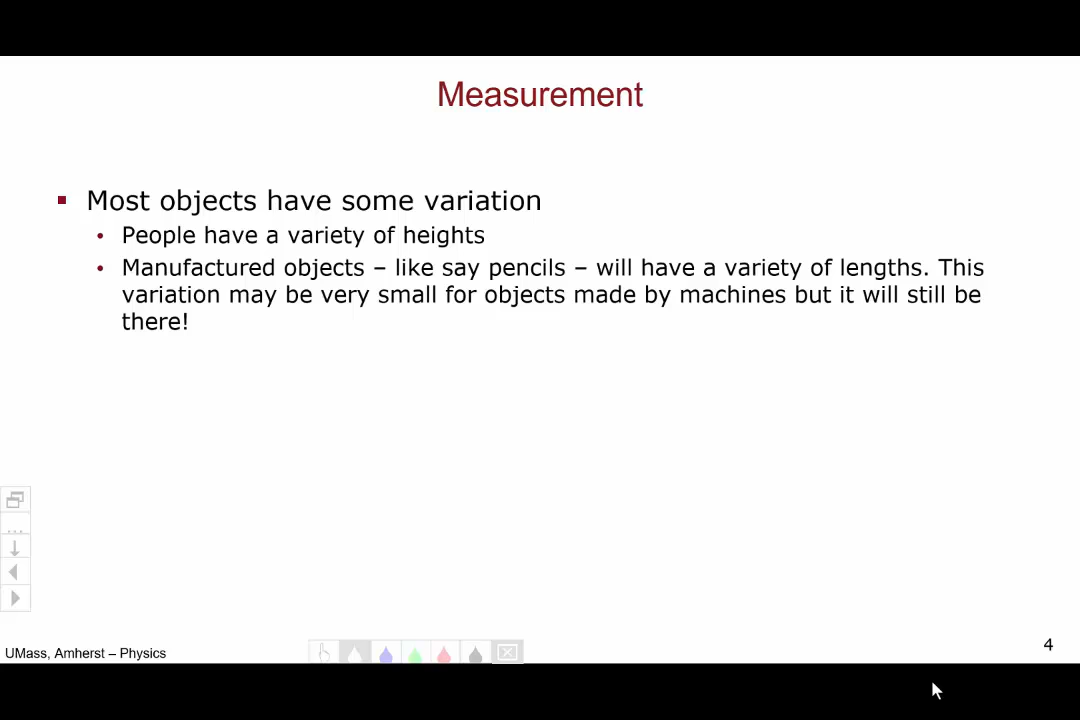 Measurement
Most objects have some variation
People have a variety of heights
Manufactured objects – like say pencils – will have a variety of lengths. This
variation may be very small for objects made by machines but it will still be
there!
UMass, Amherst – Physics
4